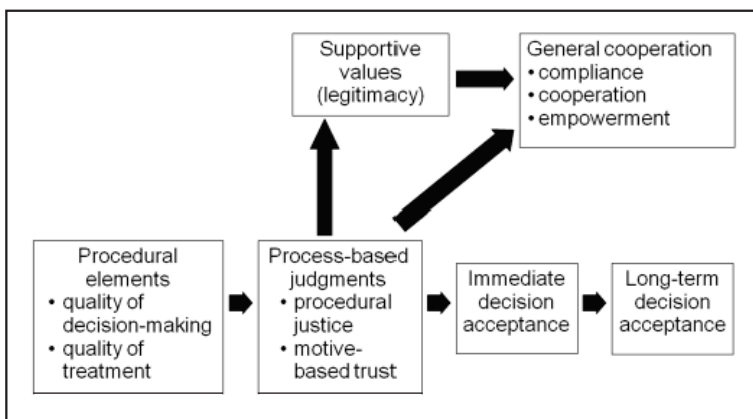 Supportive
values
(legitimacy)
General cooperation
• compliance
• cooperation
• empowerment
Procedural
elements
• quality of
decision-making
• quality of
treatment
Process-based
judgments
• procedural
justice
• motive-
based trust
Immediate
decision
acceptance
Long-term
decision
acceptance